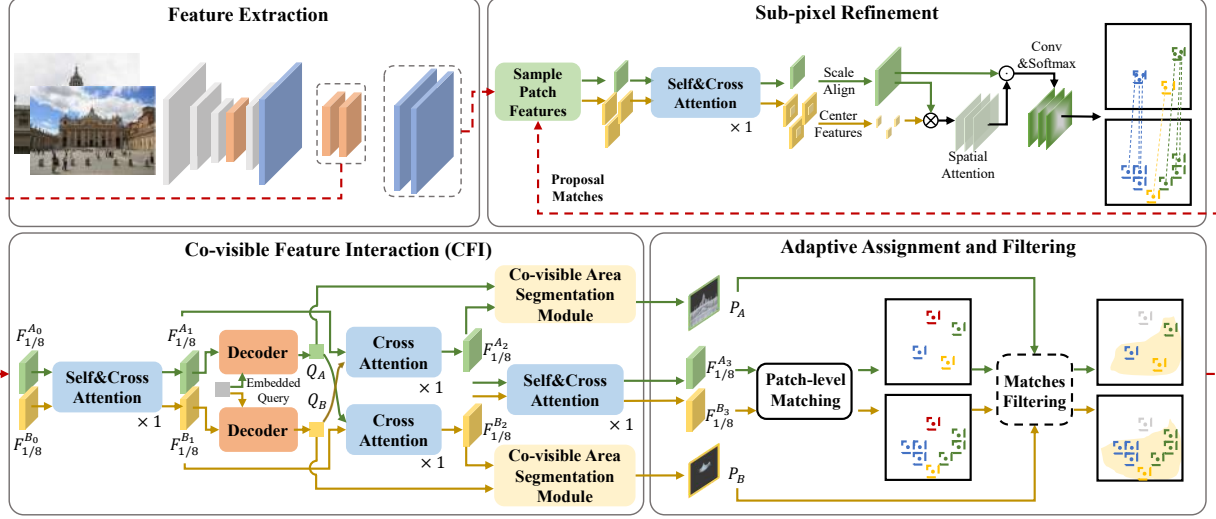 Feature Extraction
Sub-pixel Refinement
Sample
Patch
Features
Self&Cross
Attention
× 1
Scale
Align
Center
Features
Spatial
Attention
Conv
&Softmax
Proposal
Matches
Co-visible Feature Interaction (CFI)
F_{1/8}^{A_0}
F_{1/8}^{B_0}
Self&Cross
Attention
× 1
F_{1/8}^{A_1}
F_{1/8}^{B_1}
Decoder
Embedded
Query
Decoder
Q_A
Q_B
Cross
Attention
× 1
Cross
Attention
× 1
F_{1/8}^{A_2}
F_{1/8}^{B_2}
Co-visible Area
Segmentation
Module
Self&Cross
Attention
× 1
Co-visible Area
Segmentation
Module
Adaptive Assignment and Filtering
P_A
F_{1/8}^{A_3}
F_{1/8}^{B_3}
P_B
Patch-level
Matching
Matches
Filtering